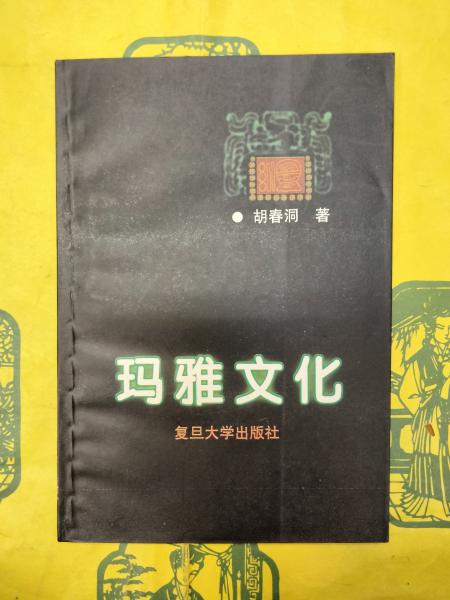 ● 胡春洞 著
玛雅文化
复旦大学出版社